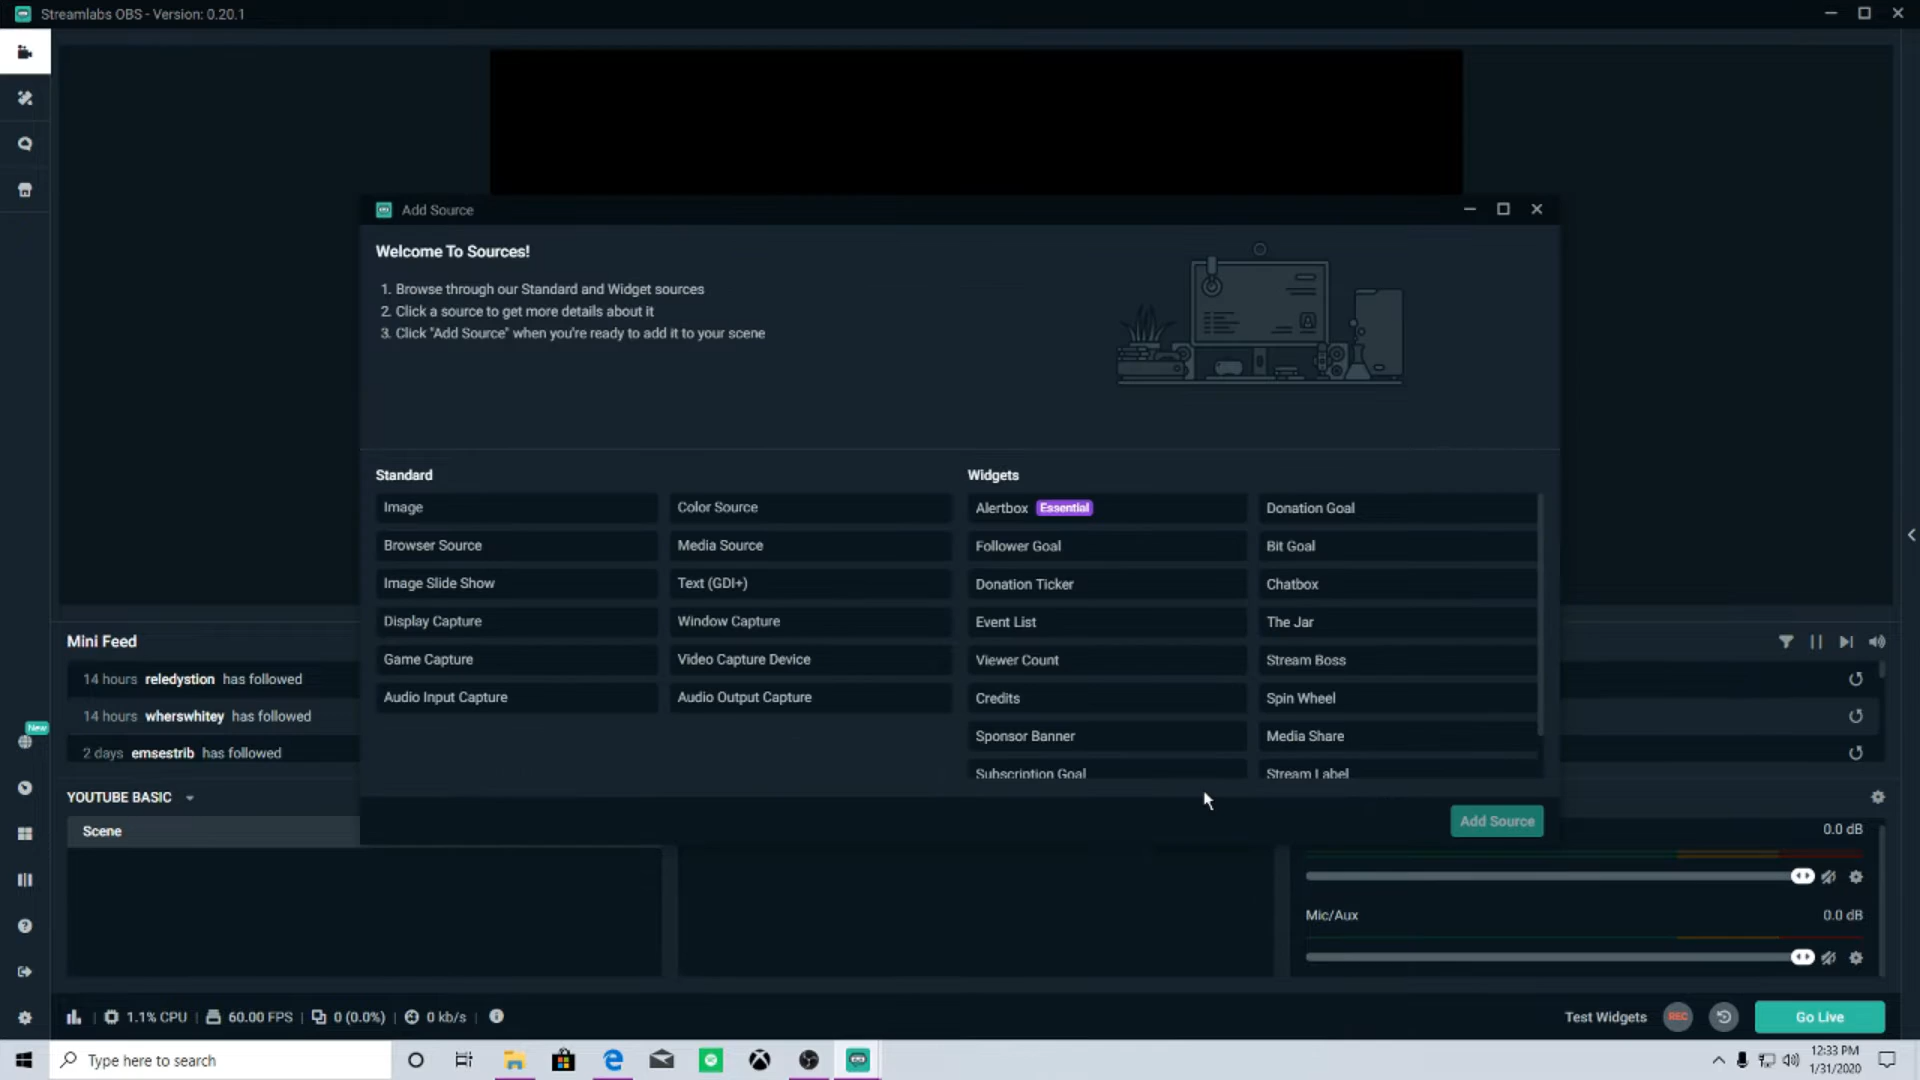 Streamlabs OBS - Version: 0.20.1
Add Source
Welcome To Sources!
1. Browse through our Standard and Widget sources
2. Click a source to get more details about it
3. Click "Add Source" when you're ready to add it to your scene
Standard
Widgets
Image
Color Source
Alertbox Essential
Donation Goal
Browser Source
Media Source
Follower Goal
Bit Goal
Image Slide Show
Text (GDI+)
Donation Ticker
Chatbox
Display Capture
Window Capture
Event List
The Jar
Game Capture
Video Capture Device
Viewer Count
Stream Boss
Audio Input Capture
Audio Output Capture
Credits
Spin Wheel
Sponsor Banner
Media Share
Subscription Goal
Stream Label
Add Source
Mini Feed
14 hours reledystion has followed
14 hours wherswhitey has followed
2 days emsestrib has followed
New
YOUTUBE BASIC
Scene
0.0 dB
Mic/Aux 0.0 dB
1.1% CPU | 60.00 FPS | 0 (0.0%) | 0 kb/s |
Test Widgets
REC
Go Live
Type here to search
12:33 PM
1/31/2020